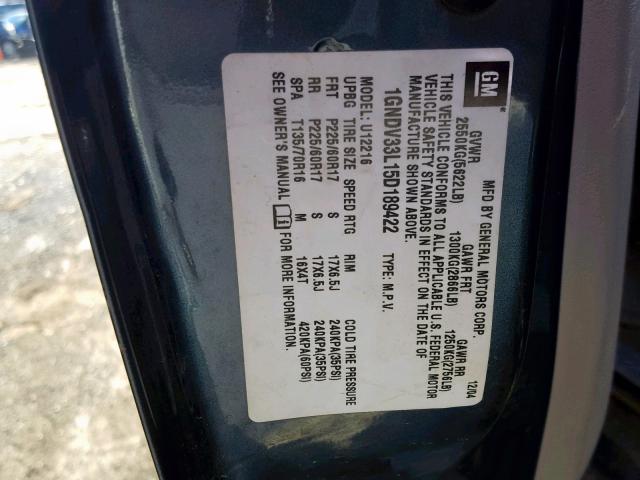 GM
MFD BY GENERAL MOTORS CORP. 12/04
GVWR GAWR FRT GAWR RR
2550KG(5622LB) 1300KG(2866LB) 1250KG(2756LB)
THIS VEHICLE CONFORMS TO ALL APPLICABLE U.S. FEDERAL MOTOR
VEHICLE SAFETY STANDARDS IN EFFECT ON THE DATE OF
MANUFACTURE SHOWN ABOVE.
1GNDV33L15D189422 TYPE: M.P.V.
MODEL: U12216
UPBG TIRE SIZE SPEED RTG RIM COLD TIRE PRESSURE
FRT P225/60R17 S 17X6.5J 240KPA(35PSI)
RR P225/60R17 S 17X6.5J 240KPA(35PSI)
SPA T135/70R16 M 16X4T 420KPA(60PSI)
SEE OWNER'S MANUAL FOR MORE INFORMATION.